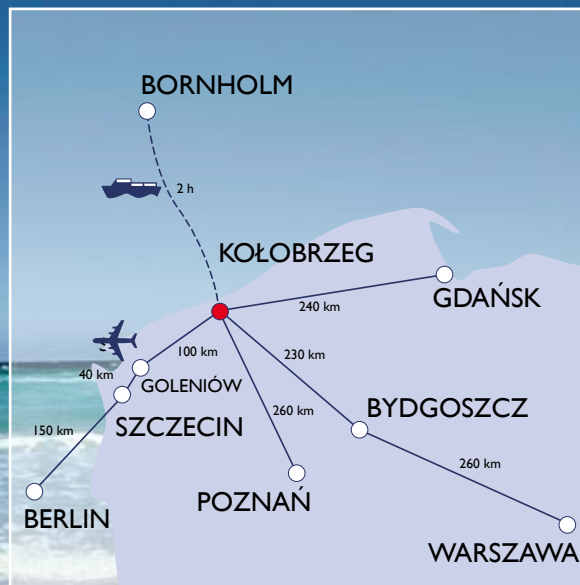 BORNHOLM
2 h
KOŁOBRZEG
GDAŃSK
240 km
100 km
230 km
40 km
GOLENIÓW
260 km
BYDGOSZCZ
SZCZECIN
150 km
260 km
POZNAŃ
BERLIN
WARSZAWA